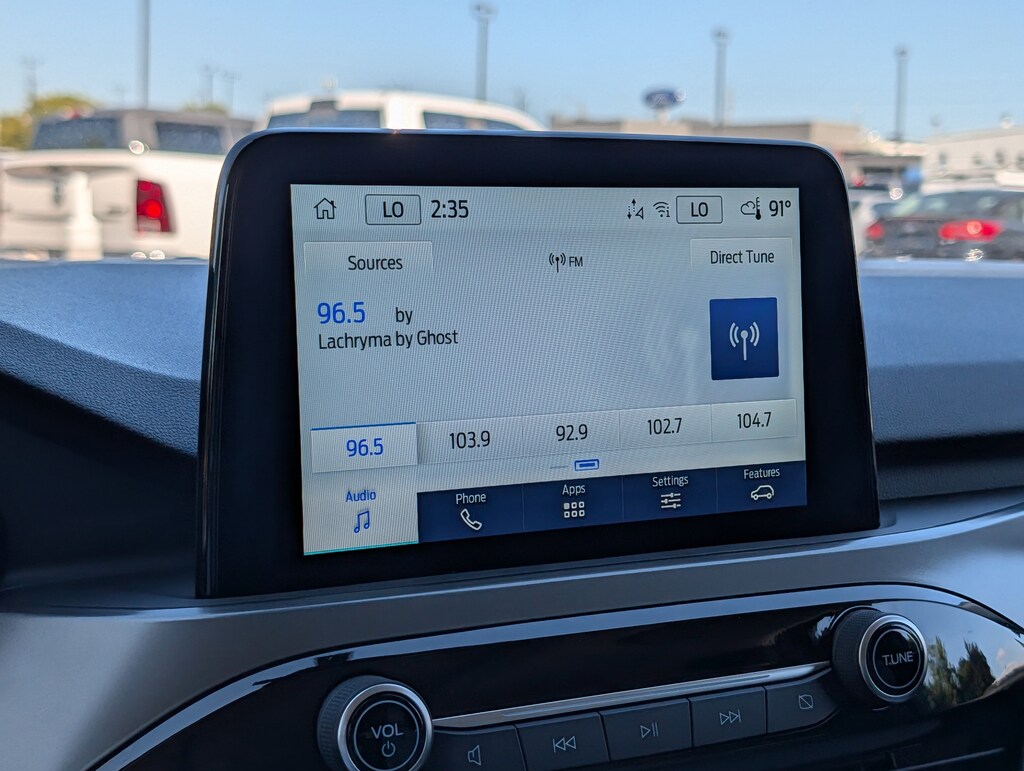 LO 2:35 LO 91°
Sources FM Direct Tune
96.5 by
Lachryma by Ghost
96.5 103.9 92.9 102.7 104.7
Audio Phone Apps Settings Features
VOL
TUNE